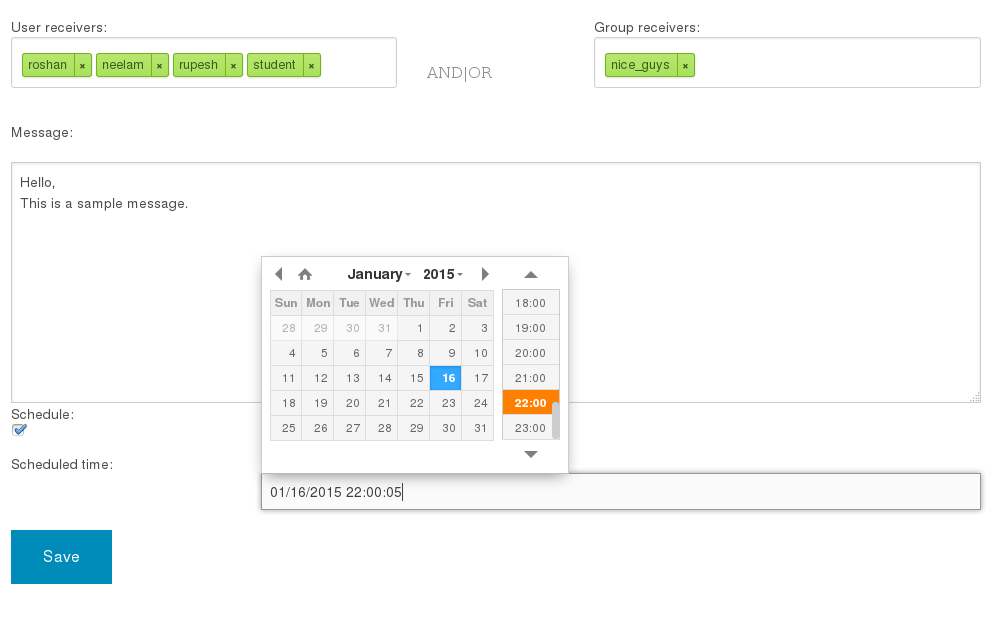 User receivers:
Group receivers:
roshan × neelam × rupesh × student ×
AND|OR
nice_guys ×
Message:
Hello,
This is a sample message.
January 2015
Sun Mon Tue Wed Thu Fri Sat
28 29 30 31 1 2 3
4 5 6 7 8 9 10
11 12 13 14 15 16 17
18 19 20 21 22 23 24
25 26 27 28 29 30 31
18:00
19:00
20:00
21:00
22:00
23:00
Schedule:
Scheduled time:
01/16/2015 22:00:05
Save